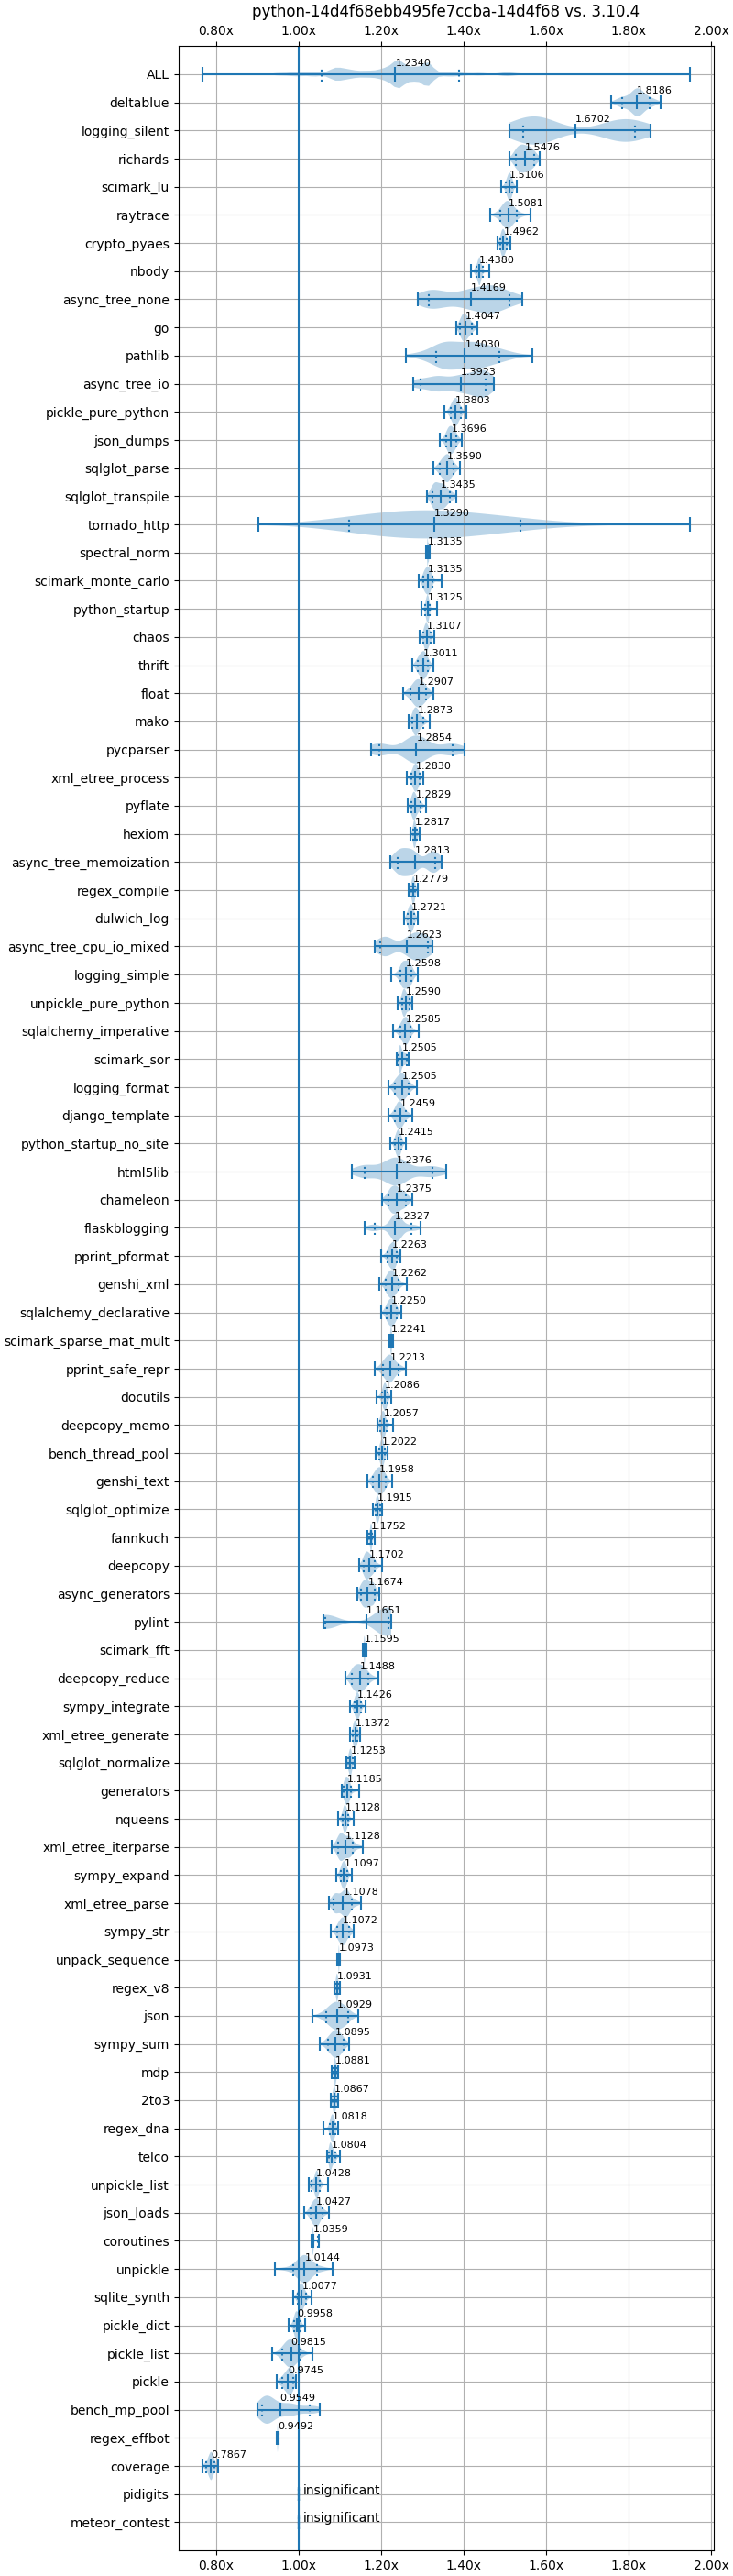 python-14d4f68ebb495fe7ccba-14d4f68 vs. 3.10.4
0.80x 1.00x 1.20x 1.40x 1.60x 1.80x 2.00x
ALL 1.2340
deltablue 1.8186
logging_silent 1.6702
richards 1.5476
scimark_lu 1.5106
raytrace 1.5081
crypto_pyaes 1.4962
nbody 1.4380
async_tree_none 1.4169
go 1.4047
pathlib 1.4030
async_tree_io 1.3923
pickle_pure_python 1.3803
json_dumps 1.3696
sqlglot_parse 1.3590
sqlglot_transpile 1.3435
tornado_http 1.3290
spectral_norm 1.3135
scimark_monte_carlo 1.3135
python_startup 1.3125
chaos 1.3107
thrift 1.3011
float 1.2907
mako 1.2873
pycparser 1.2854
xml_etree_process 1.2830
pyflate 1.2829
hexiom 1.2817
async_tree_memoization 1.2813
regex_compile 1.2779
dulwich_log 1.2721
async_tree_cpu_io_mixed 1.2623
logging_simple 1.2598
unpickle_pure_python 1.2590
sqlalchemy_imperative 1.2585
scimark_sor 1.2505
logging_format 1.2505
django_template 1.2459
python_startup_no_site 1.2415
html5lib 1.2376
chameleon 1.2375
flaskblogging 1.2327
pprint_pformat 1.2263
genshi_xml 1.2262
sqlalchemy_declarative 1.2250
scimark_sparse_mat_mult 1.2241
pprint_safe_repr 1.2213
docutils 1.2086
deepcopy_memo 1.2057
bench_thread_pool 1.2022
genshi_text 1.1958
sqlglot_optimize 1.1915
fannkuch 1.1752
deepcopy 1.1702
async_generators 1.1674
pylint 1.1651
scimark_fft 1.1595
deepcopy_reduce 1.1488
sympy_integrate 1.1426
xml_etree_generate 1.1372
sqlglot_normalize 1.1253
generators 1.1185
nqueens 1.1128
xml_etree_iterparse 1.1128
sympy_expand 1.1097
xml_etree_parse 1.1078
sympy_str 1.1072
unpack_sequence 1.0973
regex_v8 1.0931
json 1.0929
sympy_sum 1.0895
mdp 1.0881
2to3 1.0867
regex_dna 1.0818
telco 1.0804
unpickle_list 1.0428
json_loads 1.0427
coroutines 1.0359
unpickle 1.0144
sqlite_synth 1.0077
pickle_dict 0.9958
pickle_list 0.9815
pickle 0.9745
bench_mp_pool 0.9549
regex_effbot 0.9492
coverage 0.7867
pidigits insignificant
meteor_contest insignificant
0.80x 1.00x 1.20x 1.40x 1.60x 1.80x 2.00x